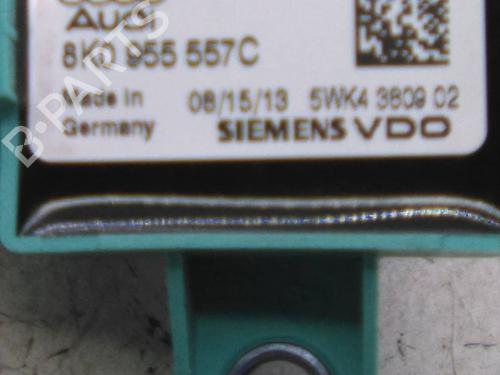 Audi
8K0 955 557C
Made in Germany
08/15/13 5WK4 3809 02
SIEMENS VDO
B-PARTS